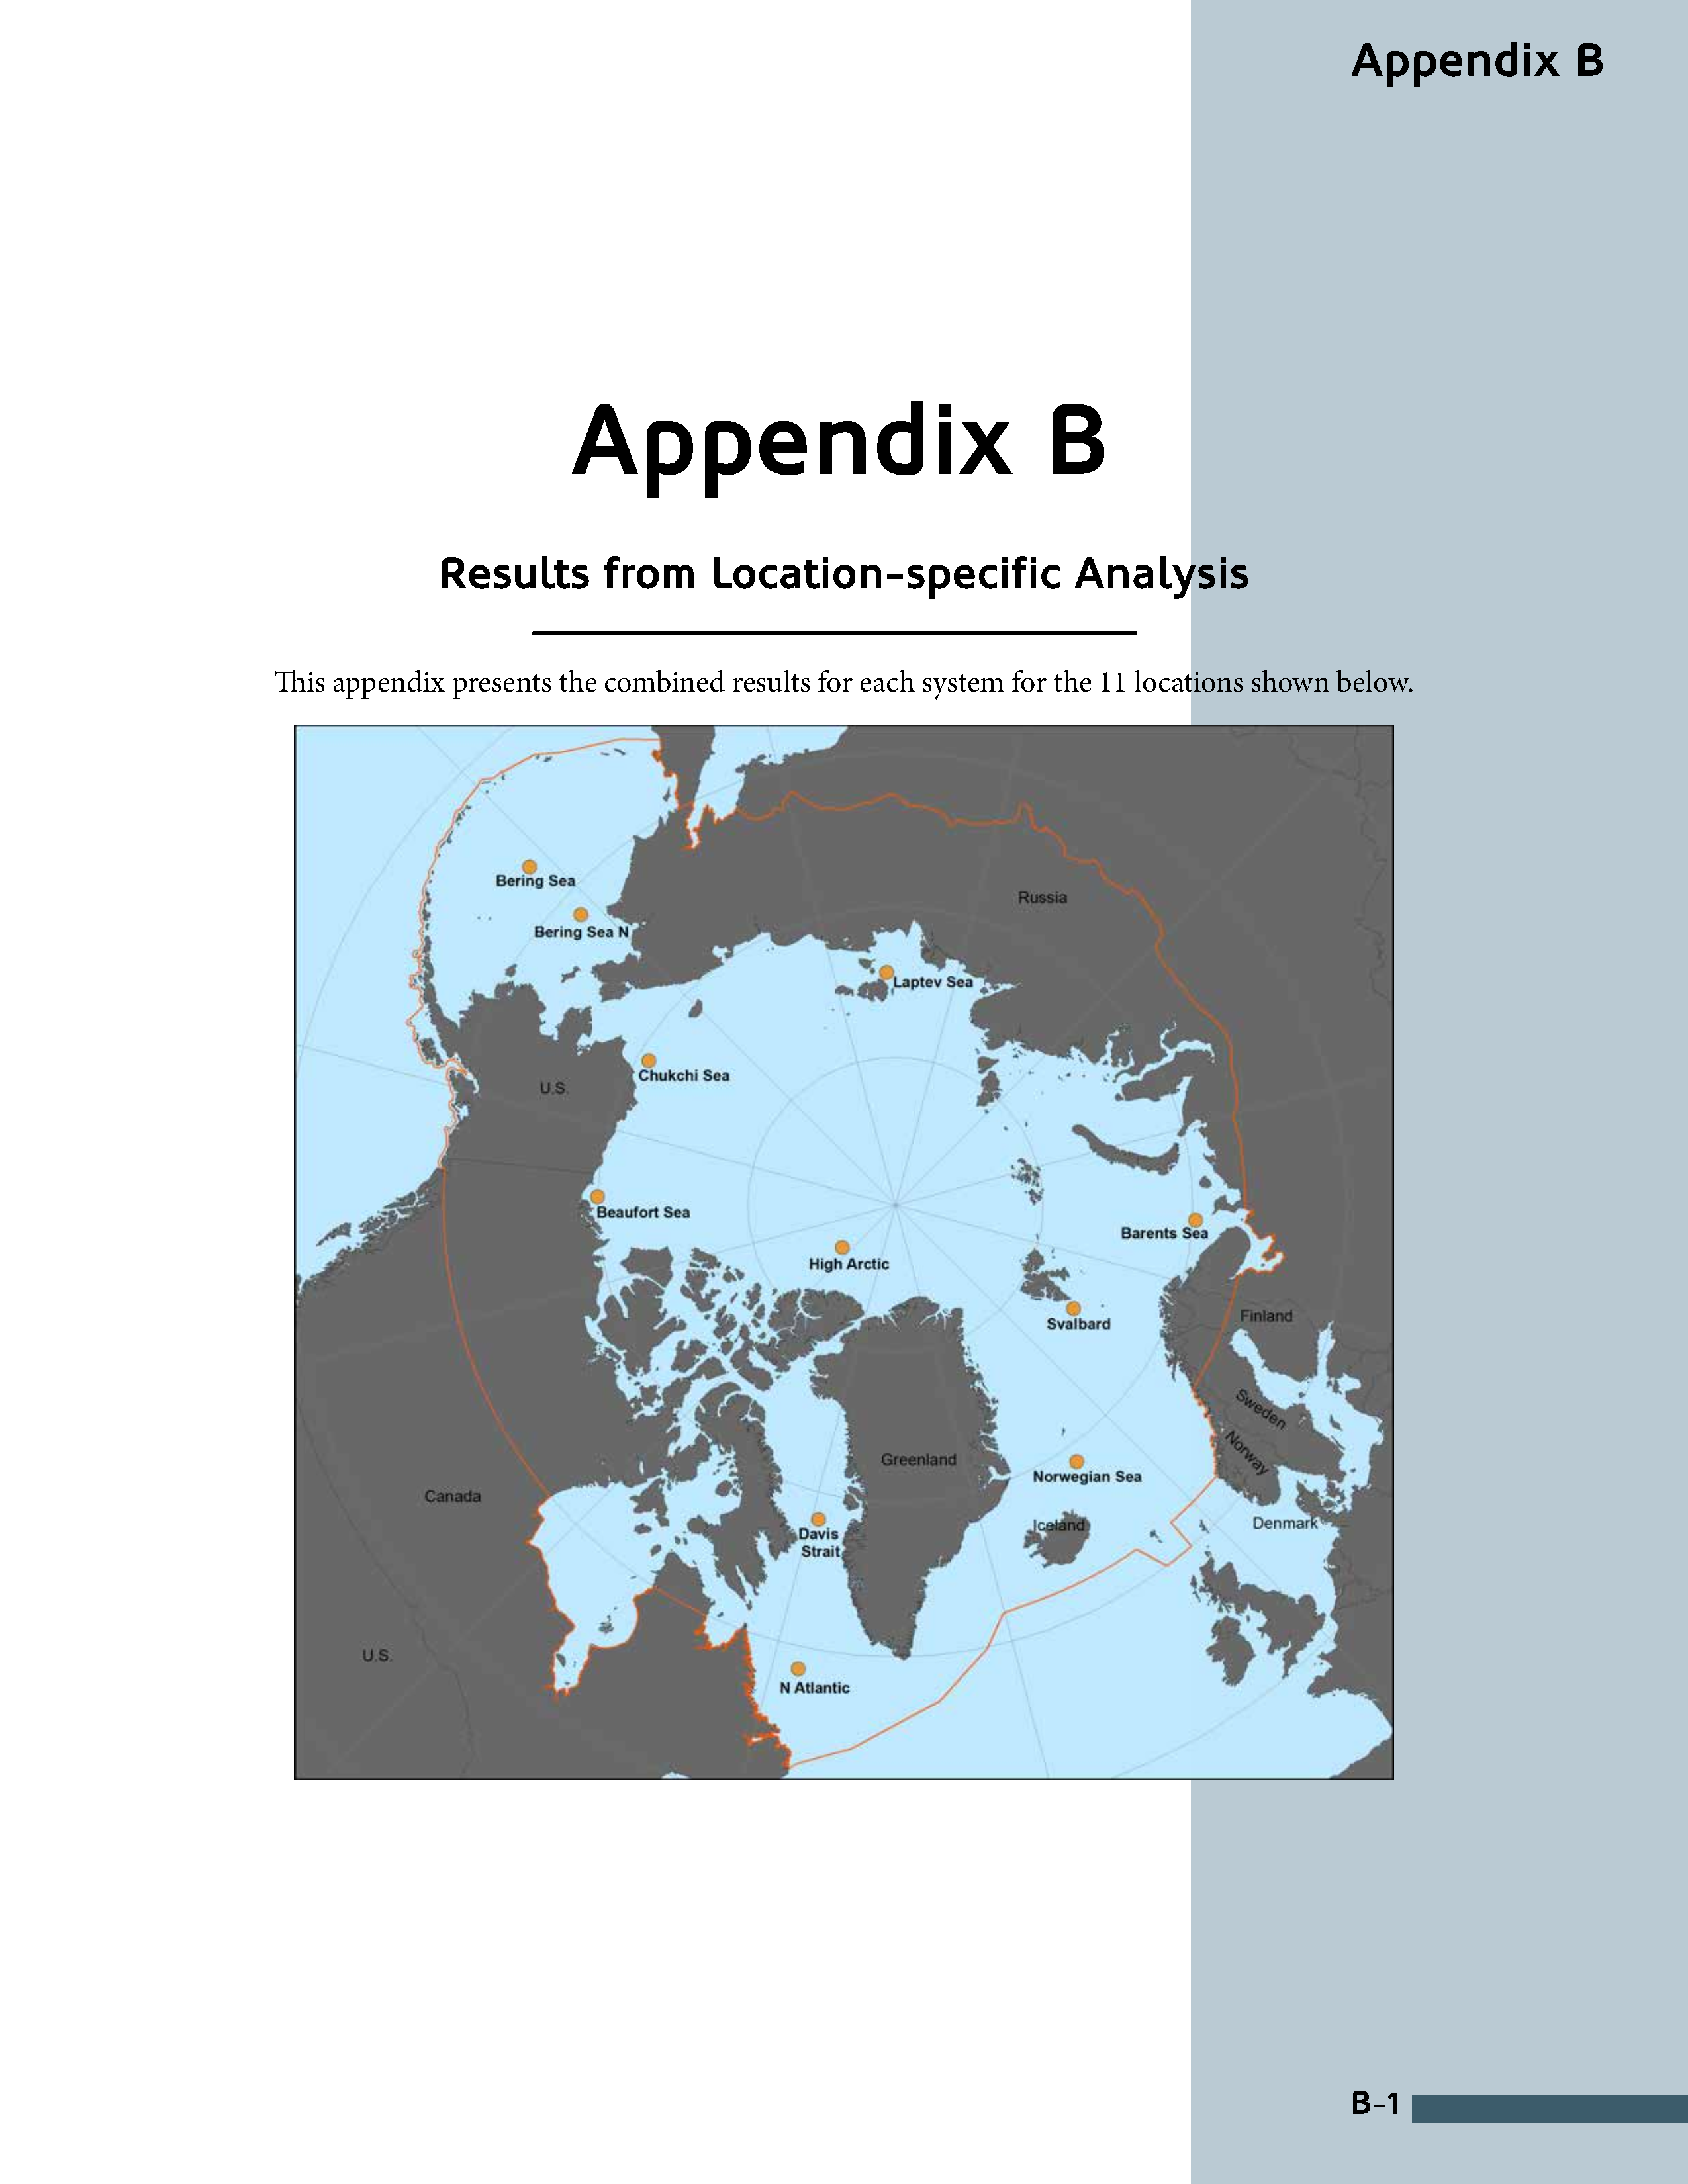 Appendix B
Appendix B
Results from Location-specific Analysis
This appendix presents the combined results for each system for the 11 locations shown below.
Bering Sea
Russia
Bering Sea N
Laptev Sea
Chukchi Sea
U.S.
Beaufort Sea
Barents Sea
High Arctic
Finland
Svalbard
Sweden
Norway
Greenland
Norwegian Sea
Canada
Iceland
Denmark
Davis
Strait
U.S.
N Atlantic
B-1